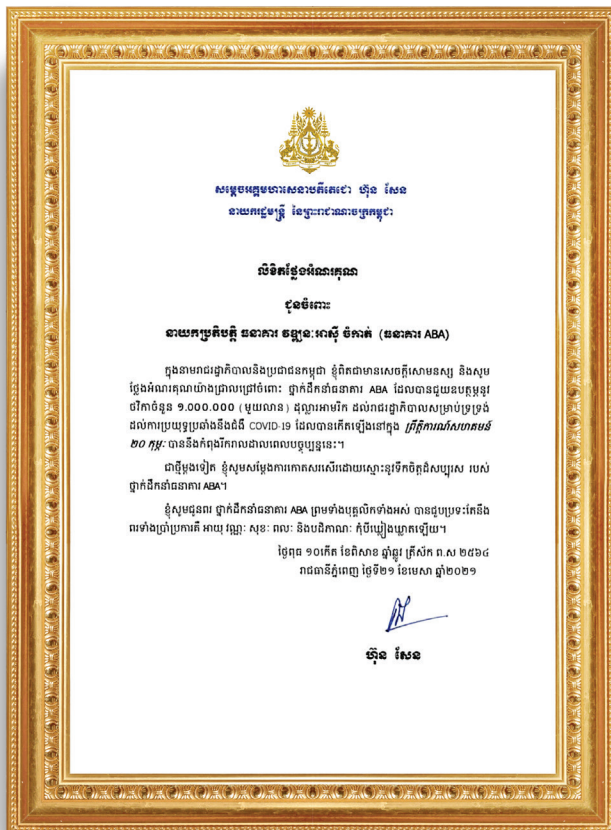 សម្តេចអគ្គមហាសេនាបតីតេជោ ហ៊ុន សែន
នាយករដ្ឋមន្ត្រី នៃព្រះរាជាណាចក្រកម្ពុជា
លិខិតថ្លែងអំណរគុណ
ជូនចំពោះ
នាយកប្រតិបត្តិ ធនាគារ វឌ្ឍនៈអាស៊ី ចំកាត់ (ធនាគារ ABA)
ក្នុងនាមរាជរដ្ឋាភិបាលនិងប្រជាជនកម្ពុជា ខ្ញុំពិតជាមានសេចក្តីសោមនស្ស និងសូម
ថ្លែងអំណរគុណយ៉ាងជ្រាលជ្រៅចំពោះ ថ្នាក់ដឹកនាំធនាគារ ABA ដែលបានជួយឧបត្ថម្ភនូវ
ថវិកាចំនួន ១.០០០.០០០ (មួយលាន) ដុល្លារអាមេរិក ដល់រាជរដ្ឋាភិបាលសម្រាប់ទ្រទ្រង់
ដល់ការប្រយុទ្ធប្រឆាំងនឹងជំងឺ COVID-19 ដែលបានកើតឡើងនៅក្នុង ព្រឹត្តិការណ៍សហគមន៍
២០ កុម្ភៈ បាននឹងកំពុងរីករាលដាលពេលបច្ចុប្បន្ននេះ។
ជាថ្មីម្តងទៀត ខ្ញុំសូមសម្តែងការកោតសរសើរដោយស្មោះនូវទឹកចិត្តដ៏សប្បុរស របស់
ថ្នាក់ដឹកនាំធនាគារ ABA។
ខ្ញុំសូមជូនពរ ថ្នាក់ដឹកនាំធនាគារ ABA ព្រមទាំងបុគ្គលិកទាំងអស់ បានជួបប្រទះតែនឹង
ពរទាំងប្រាំប្រការគឺ អាយុ វណ្ណៈ សុខៈ ពលៈ និងបដិភាណៈ កុំបីឃ្លៀងឃ្លាតឡើយ។
ថ្ងៃពុធ ១០កើត ខែពិសាខ ឆ្នាំឆ្លូវ ត្រីស័ក ព.ស ២៥៦៤
រាជធានីភ្នំពេញ ថ្ងៃទី២១ ខែមេសា ឆ្នាំ២០២១
ហ៊ុន សែន